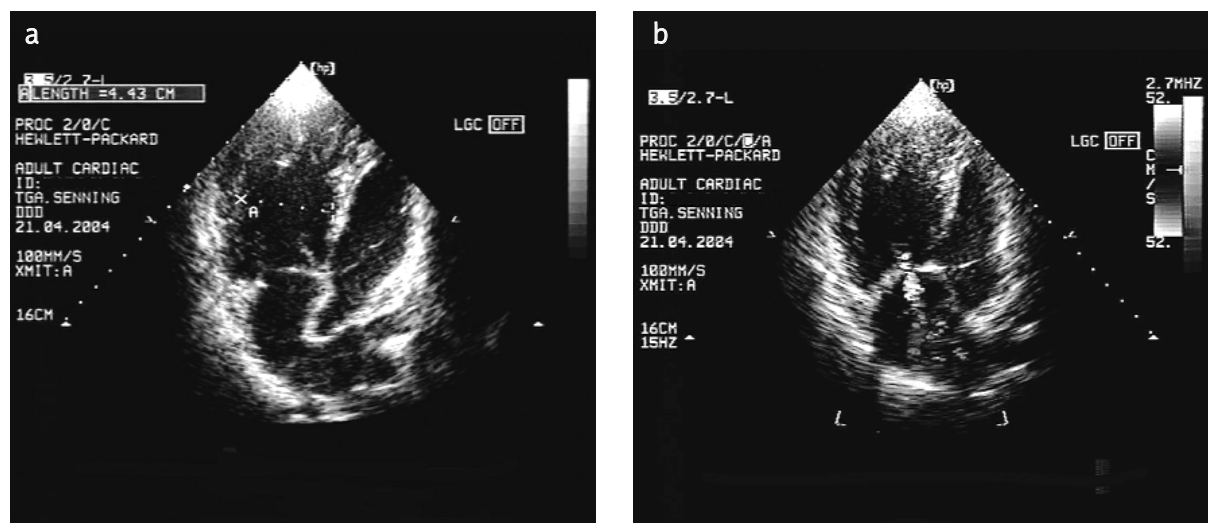 a
[hp]
3.5/2.7-L
ALENGTH =4.43 CM
LGC OFF
PROC 2/0/C
HEWLETT-PACKARD
ADULT CARDIAC
ID:
TGA.SENNING
DDD
21.04.2004
A
100MM/S
XMIT:A
16CM
b
[hp]
2.7MHZ
52.
3.5/2.7-L
LGC OFF
PROC 2/0/C/D/A
HEWLETT-PACKARD
C
M
/
S
ADULT CARDIAC
ID:
TGA.SENNING
DDD
21.04.2004
52.
100MM/S
XMIT:A
16CM
15HZ